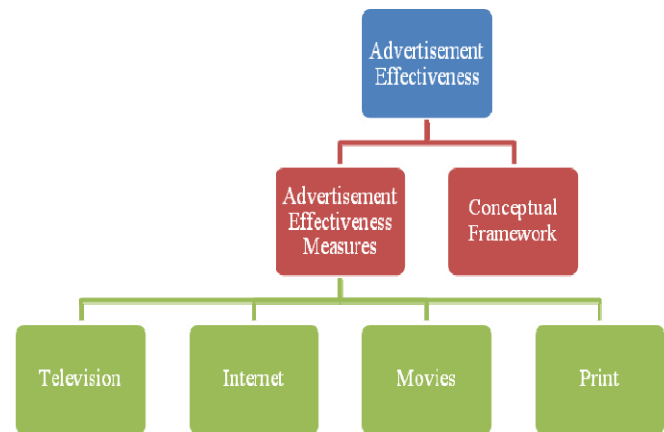 Advertisement
Effectiveness
Advertisement
Effectiveness
Measures
Conceptual
Framework
Television
Internet
Movies
Print